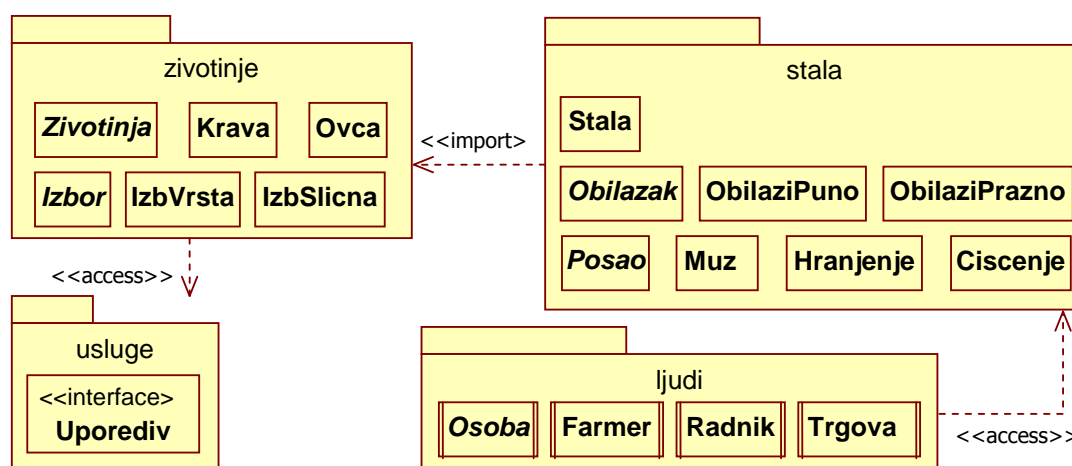 zivotinje
Zivotinja Krava Ovca
Izbor IzbVrsta IzbSlicna
<<import>
stala
Stala
Obilazak ObilaziPuno ObilaziPrazno
Posao Muz Hranjenje Ciscenje
<<access>>
usluge
<<interface>
Uporediv
ljudi
Osoba Farmer Radnik Trgova
<<access>>